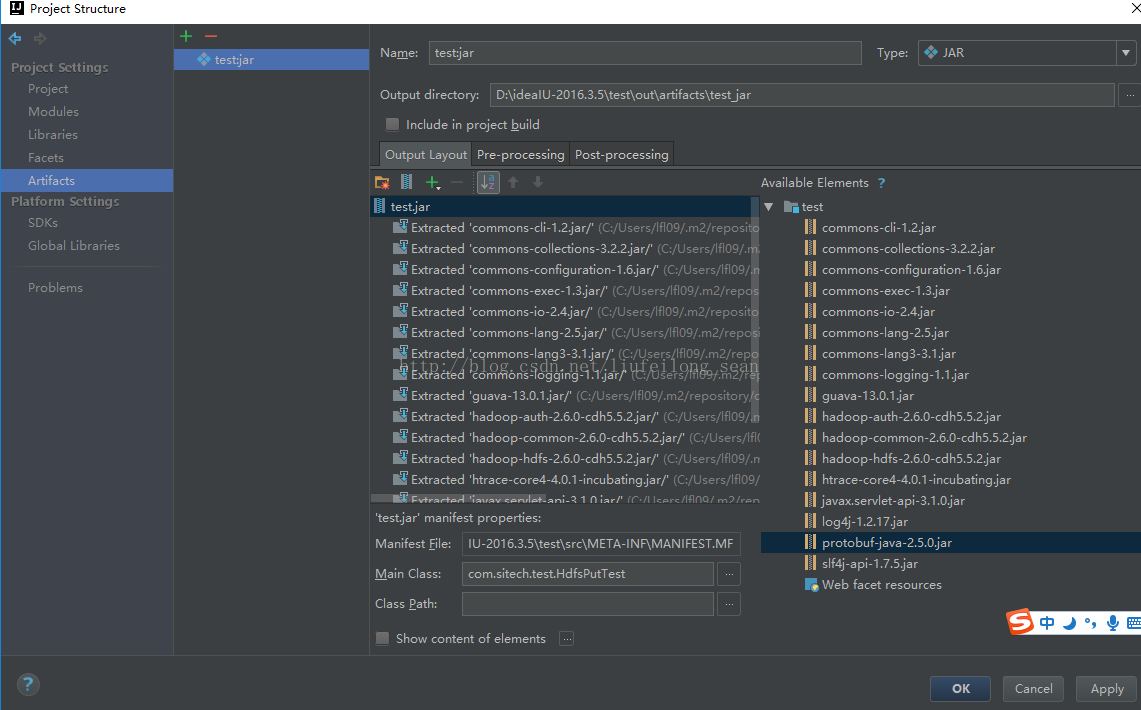 Project Structure
Project Settings
Project
Modules
Libraries
Facets
Artifacts
Platform Settings
SDKs
Global Libraries
Problems
test:jar
Name: test:jar
Type: JAR
Output directory: D:\ideaIU-2016.3.5\test\out\artifacts\test_jar
...
Include in project build
Output Layout Pre-processing Post-processing
Available Elements ?
test.jar
Extracted 'commons-cli-1.2.jar/' (C:/Users/lfl09/.m2/reposito
Extracted 'commons-collections-3.2.2.jar/' (C:/Users/lfl09/.m
Extracted 'commons-configuration-1.6.jar/' (C:/Users/lfl09/.m
Extracted 'commons-exec-1.3.jar/' (C:/Users/lfl09/.m2/repos
Extracted 'commons-io-2.4.jar/' (C:/Users/lfl09/.m2/reposito
Extracted 'commons-lang-2.5.jar/' (C:/Users/lfl09/.m2/reposi
Extracted 'commons-lang3-3.1.jar/' (C:/Users/lfl09/.m2/repo
http://blog.csdn.net/liufeilong_sean
Extracted 'commons-logging-1.1.jar/' (C:/Users/lfl09/.m2/rep
Extracted 'guava-13.0.1.jar/' (C:/Users/lfl09/.m2/repository/c
Extracted 'hadoop-auth-2.6.0-cdh5.5.2.jar/' (C:/Users/lfl09/.m
Extracted 'hadoop-common-2.6.0-cdh5.5.2.jar/' (C:/Users/lfl0
Extracted 'hadoop-hdfs-2.6.0-cdh5.5.2.jar/' (C:/Users/lfl09/.m
Extracted 'htrace-core4-4.0.1-incubating.jar/' (C:/Users/lfl09/
Extracted 'javax.servlet-api-3.1.0.jar/' (C:/Users/lfl09/.m2/rep
test
commons-cli-1.2.jar
commons-collections-3.2.2.jar
commons-configuration-1.6.jar
commons-exec-1.3.jar
commons-io-2.4.jar
commons-lang-2.5.jar
commons-lang3-3.1.jar
commons-logging-1.1.jar
guava-13.0.1.jar
hadoop-auth-2.6.0-cdh5.5.2.jar
hadoop-common-2.6.0-cdh5.5.2.jar
hadoop-hdfs-2.6.0-cdh5.5.2.jar
htrace-core4-4.0.1-incubating.jar
javax.servlet-api-3.1.0.jar
log4j-1.2.17.jar
protobuf-java-2.5.0.jar
slf4j-api-1.7.5.jar
Web facet resources
'test.jar' manifest properties:
Manifest File: IU-2016.3.5\test\src\META-INF\MANIFEST.MF
Main Class: com.sitech.test.HdfsPutTest ...
Class Path: ...
Show content of elements ...
S 中
?
OK Cancel Apply